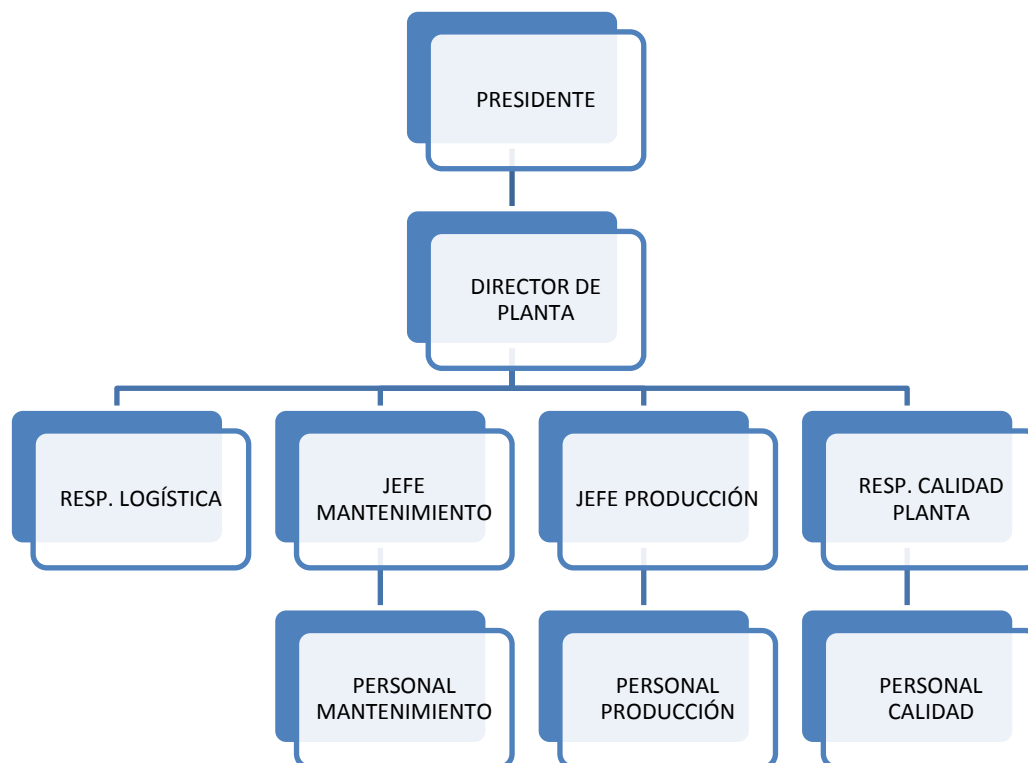 PRESIDENTE
DIRECTOR DE
PLANTA
RESP. LOGÍSTICA
JEFE
MANTENIMIENTO
JEFE PRODUCCIÓN
RESP. CALIDAD
PLANTA
PERSONAL
MANTENIMIENTO
PERSONAL
PRODUCCIÓN
PERSONAL
CALIDAD